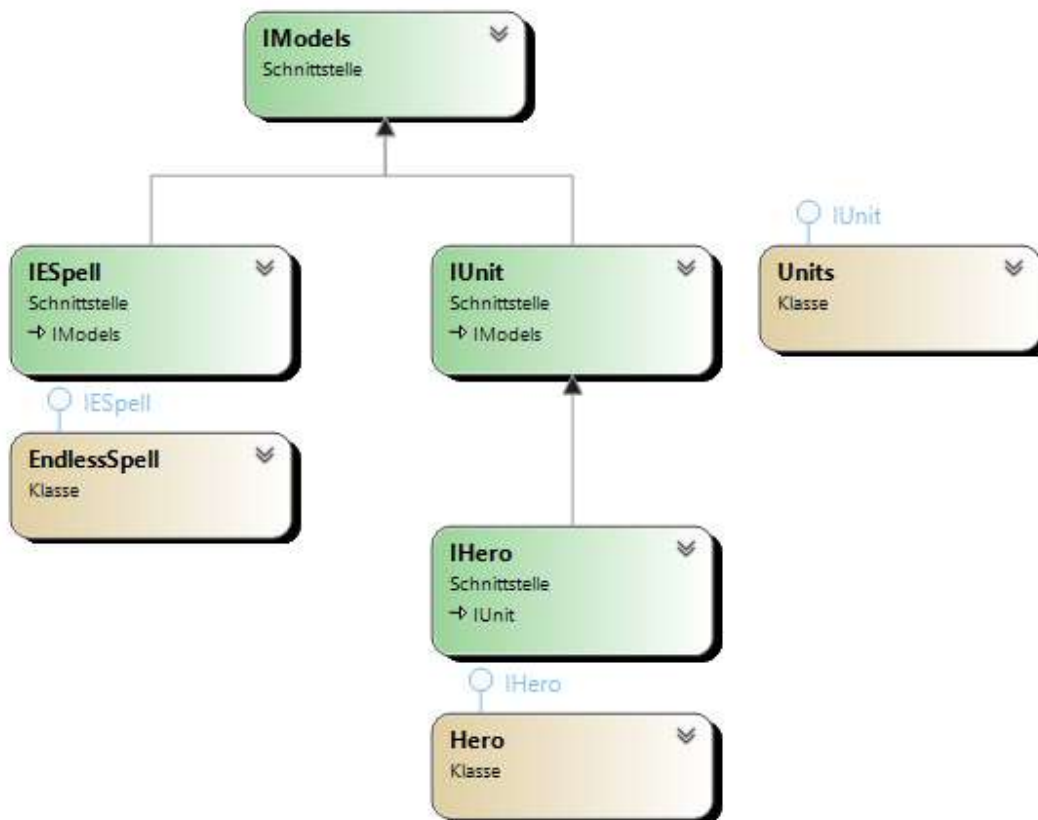 IModels
Schnittstelle
IESpell
Schnittstelle
IModels
IUnit
Schnittstelle
IModels
IUnit
Units
Klasse
IESpell
EndlessSpell
Klasse
IHero
Schnittstelle
IUnit
IHero
Hero
Klasse